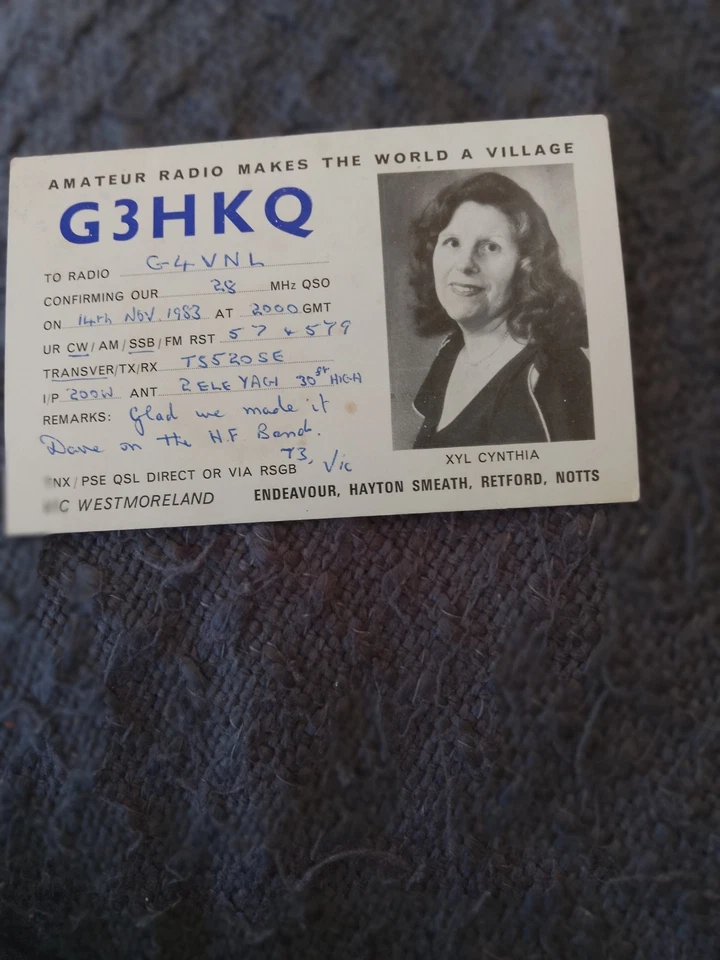 AMATEUR RADIO MAKES THE WORLD A VILLAGE
G3HKQ
TO RADIO G4VNL
CONFIRMING OUR 28 MHz QSO
ON 14th NOV. 1983 AT 2000 GMT
UR CW/AM/SSB/FM RST 57 & 579
TRANSVER/TX/RX TS520SE
I/P 200W ANT 2 ELE YAGI 30ft HIGH
REMARKS: Glad we made it
Dave on the H.F Band.
73, Vic
NX/PSE QSL DIRECT OR VIA RSGB
C WESTMORELAND
XYL CYNTHIA
ENDEAVOUR, HAYTON SMEATH, RETFORD, NOTTS